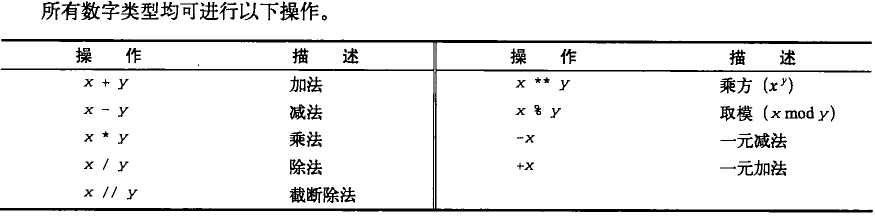 所有数字类型均可进行以下操作。
操 作 描 述 操 作 描 述
x + y 加法 x ** y 乘方（xʸ）
x - y 减法 x % y 取模（x mod y）
x * y 乘法 -x 一元减法
x / y 除法 +x 一元加法
x // y 截断除法